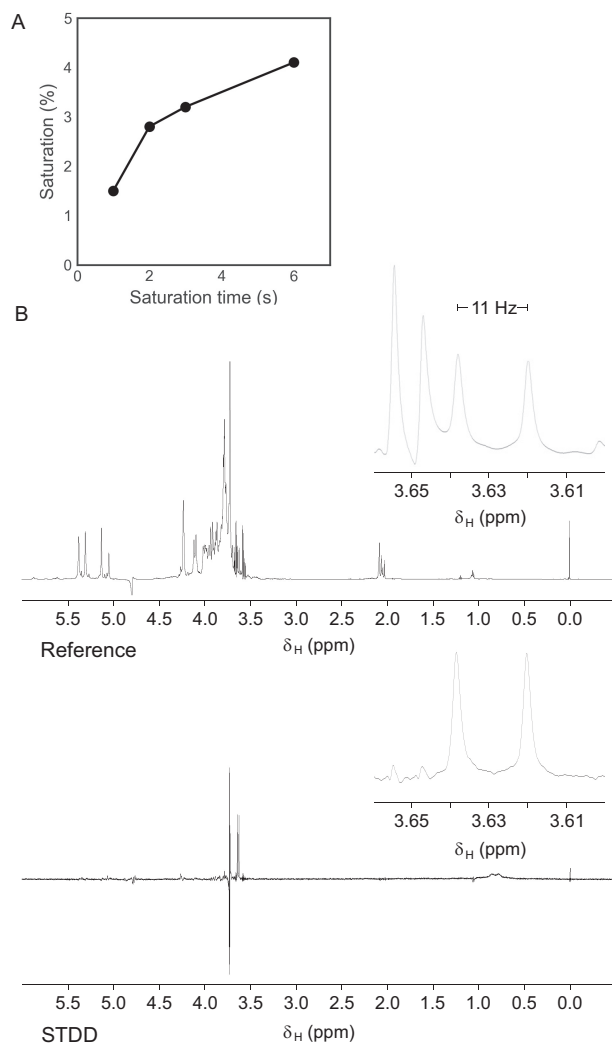 A
5
4
3
2
1
0
Saturation (%)
0 2 4 6
Saturation time (s)
B
11 Hz
3.65 3.63 3.61
δH (ppm)
5.5 5.0 4.5 4.0 3.5 3.0 2.5 2.0 1.5 1.0 0.5 0.0
Reference
δH (ppm)
3.65 3.63 3.61
δH (ppm)
5.5 5.0 4.5 4.0 3.5 3.0 2.5 2.0 1.5 1.0 0.5 0.0
STDD
δH (ppm)